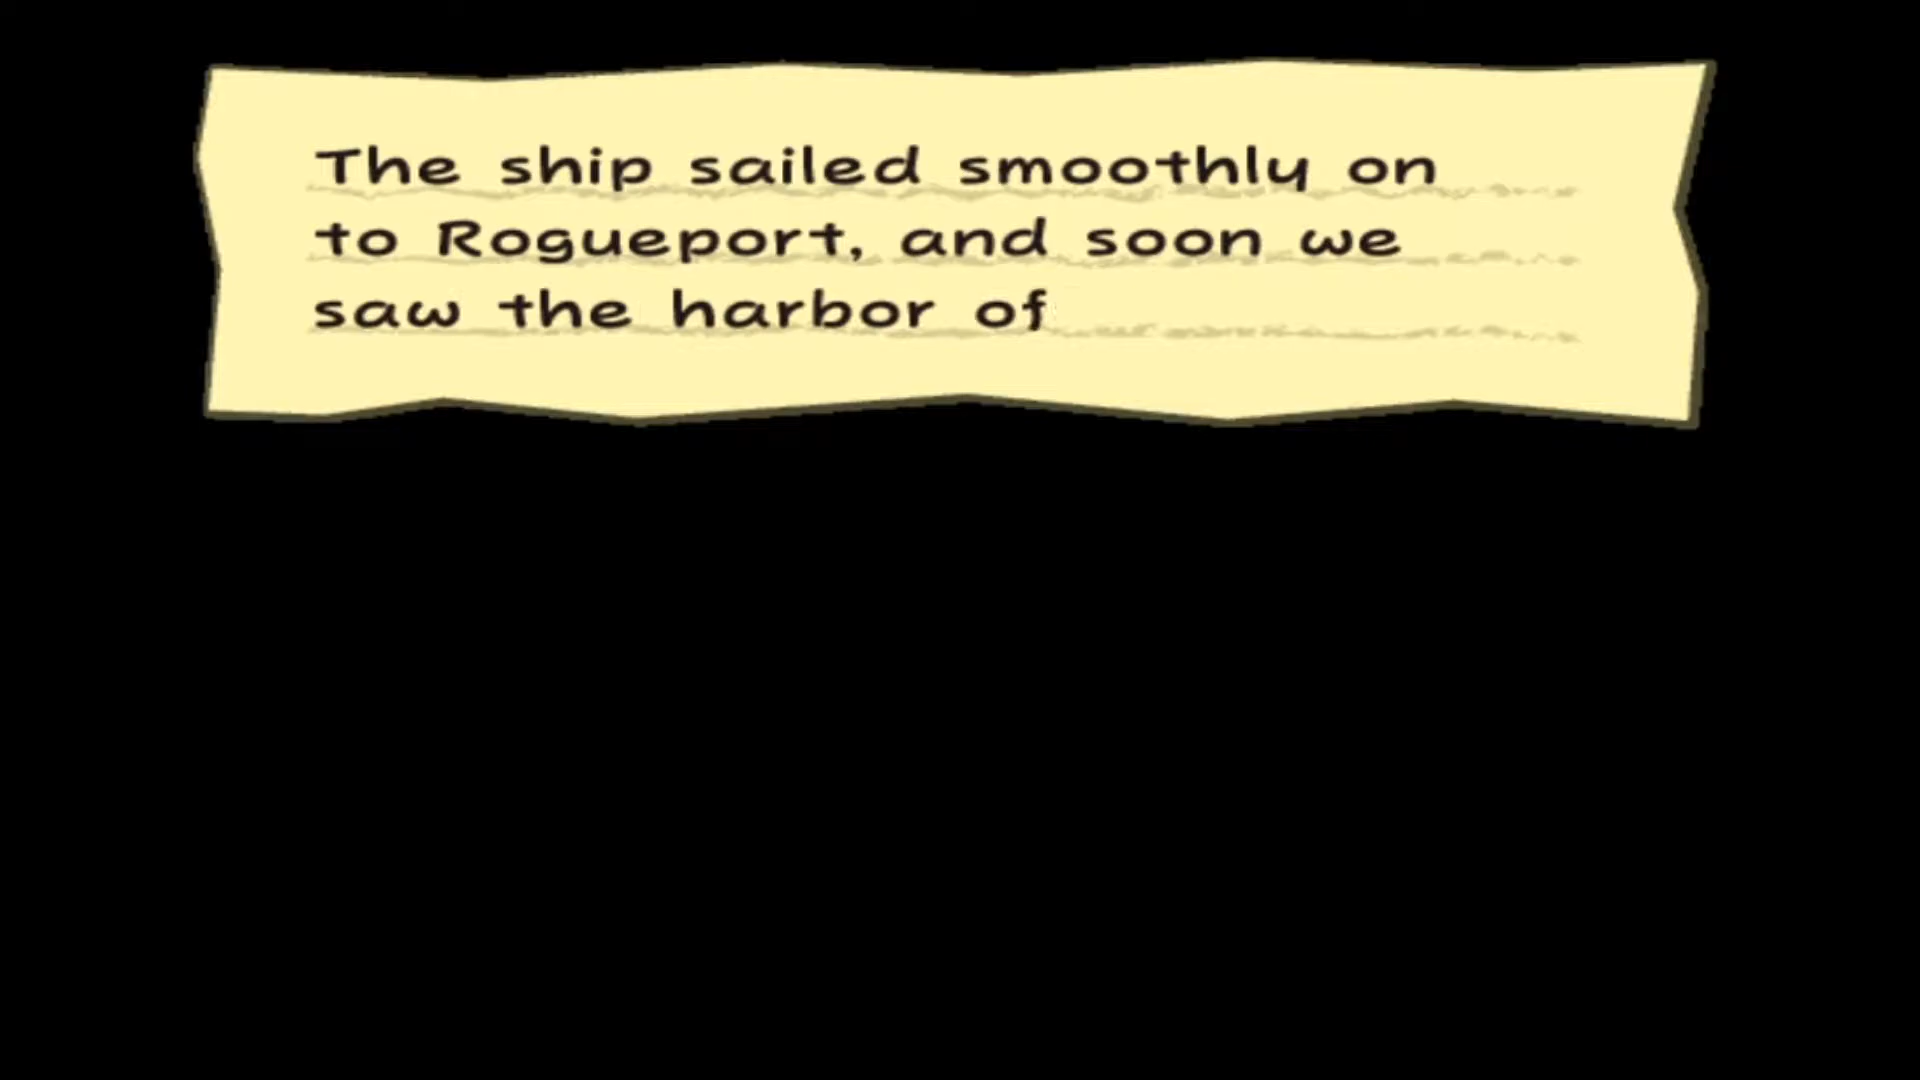 The ship sailed smoothly on
to Rogueport, and soon we
saw the harbor of